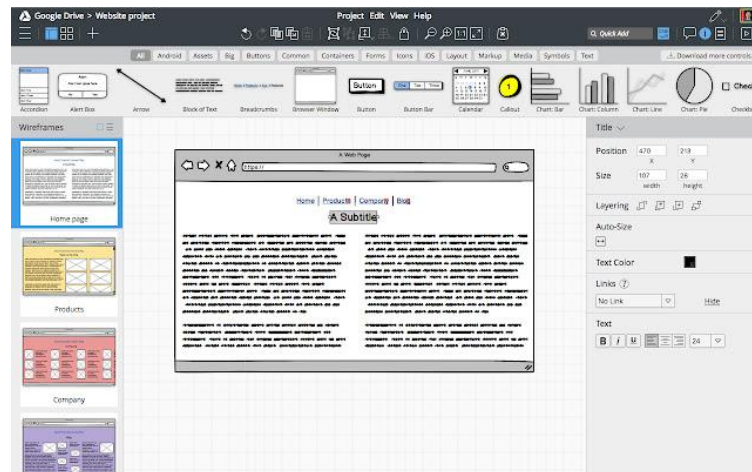 Google Drive > Website project
Project Edit View Help
Quick Add
All Android Assets Big Buttons Common Containers Forms Icons iOS Layout Markup Media Symbols Text
Download more controls
Button
1
Accordion Alert Box Arrow Block of Text Breadcrumbs Browser Window Button Button Bar Calendar Callout Chart: Bar Chart: Column Chart: Line Chart: Pie
Wireframes
Home page
Products
Company
A Web Page
https://
Home Products Company Blog
A Subtitle
Title
Position 470 219
X Y
Size 107 26
width height
Layering
Auto-Size
Text Color
Links ?
No Link Hide
Text
B I U 24